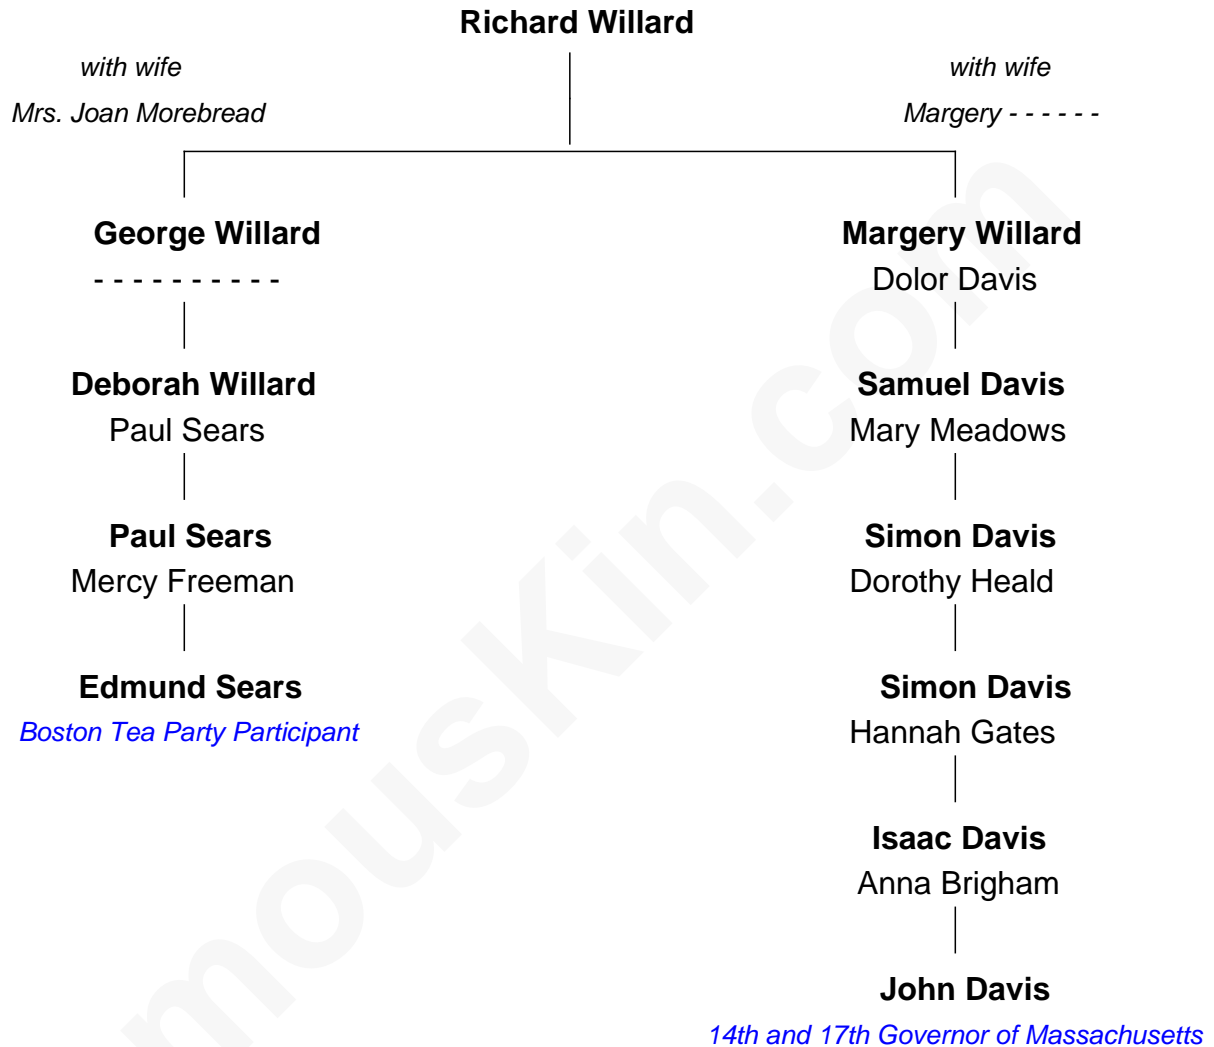 Richard Willard
with wife
Mrs. Joan Morebread
with wife
Margery - - - - - -
George Willard
- - - - - - - - - -
Margery Willard
Dolor Davis
Deborah Willard
Paul Sears
Samuel Davis
Mary Meadows
Paul Sears
Mercy Freeman
Simon Davis
Dorothy Heald
Edmund Sears
Boston Tea Party Participant
Simon Davis
Hannah Gates
Isaac Davis
Anna Brigham
John Davis
14th and 17th Governor of Massachusetts
mousKin.com